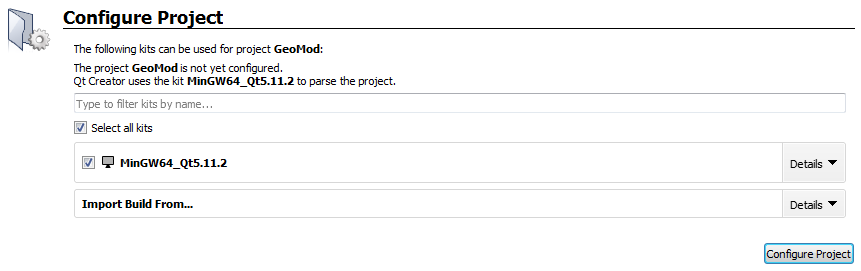 Configure Project
The following kits can be used for project GeoMod:
The project GeoMod is not yet configured.
Qt Creator uses the kit MinGW64_Qt5.11.2 to parse the project.
Type to filter kits by name...
Select all kits
MinGW64_Qt5.11.2 Details
Import Build From... Details
Configure Project